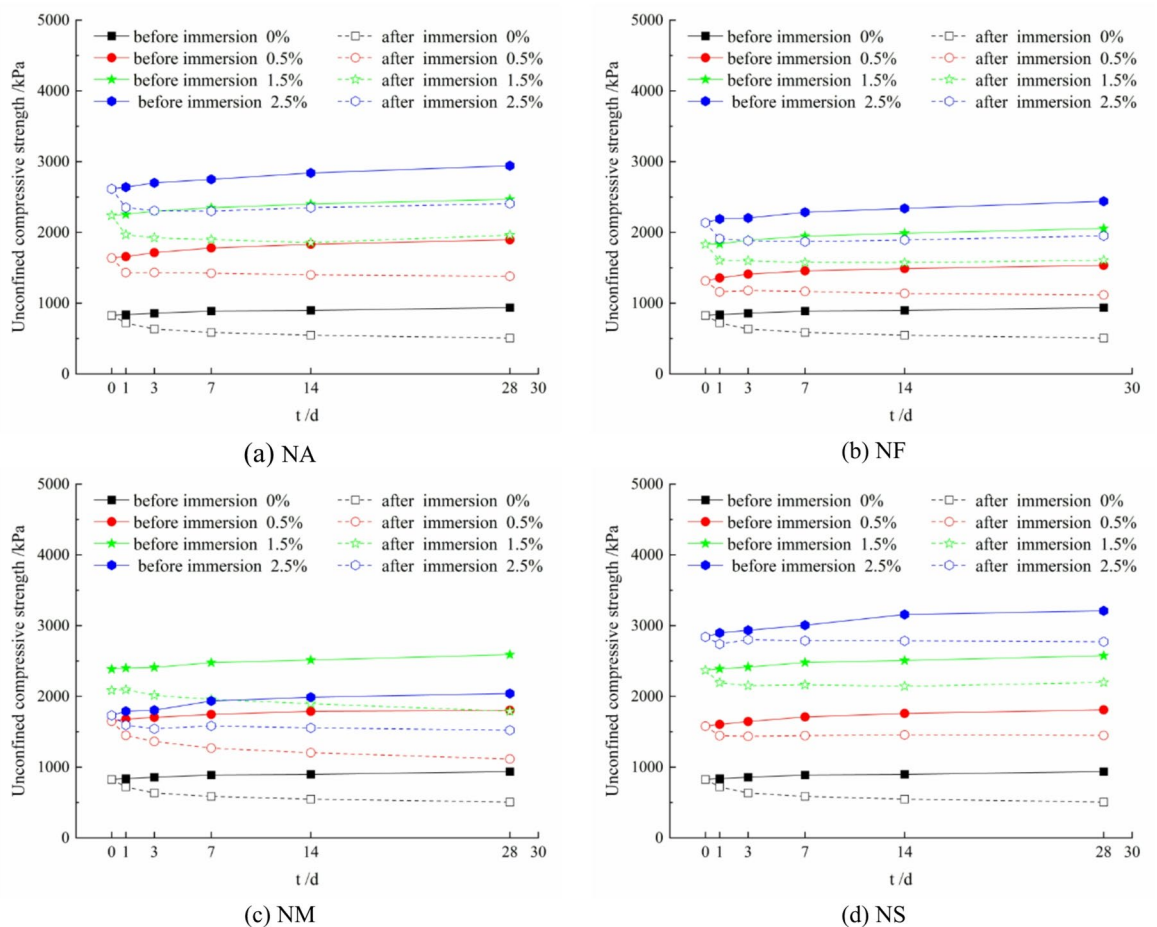 5000
4000
3000
2000
1000
0
Unconfined compressive strength /kPa
before immersion 0%
before immersion 0.5%
before immersion 1.5%
before immersion 2.5%
after immersion 0%
after immersion 0.5%
after immersion 1.5%
after immersion 2.5%
0 1 3 7 14 28 30
t /d
(a) NA
5000
4000
3000
2000
1000
0
Unconfined compressive strength /kPa
before immersion 0%
before immersion 0.5%
before immersion 1.5%
before immersion 2.5%
after immersion 0%
after immersion 0.5%
after immersion 1.5%
after immersion 2.5%
0 1 3 7 14 30
t /d
(b) NF
5000
4000
3000
2000
1000
0
Unconfined compressive strength /kPa
before immersion 0%
before immersion 0.5%
before immersion 1.5%
before immersion 2.5%
after immersion 0%
after immersion 0.5%
after immersion 1.5%
after immersion 2.5%
0 1 3 7 14 28 30
t /d
(c) NM
5000
4000
3000
2000
1000
0
Unconfined compressive strength /kPa
before immersion 0%
before immersion 0.5%
before immersion 1.5%
before immersion 2.5%
after immersion 0%
after immersion 0.5%
after immersion 1.5%
after immersion 2.5%
0 1 3 7 14 28 30
t /d
(d) NS